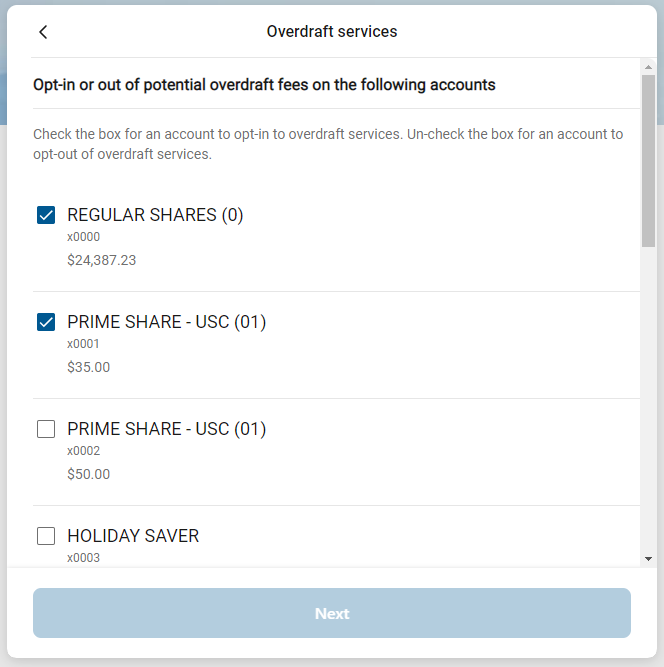 Overdraft services
Opt-in or out of potential overdraft fees on the following accounts
Check the box for an account to opt-in to overdraft services. Un-check the box for an account to
opt-out of overdraft services.
REGULAR SHARES (0)
x0000
$24,387.23
PRIME SHARE - USC (01)
x0001
$35.00
PRIME SHARE - USC (01)
x0002
$50.00
HOLIDAY SAVER
x0003
Next